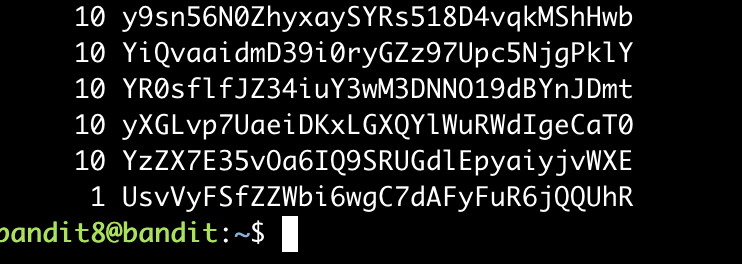 10 y9sn56N0ZhyxaySYRs518D4vqkMShHwb
10 YiQvaaidmD39i0ryGZz97Upc5NjgPklY
10 YR0sflfJZ34iuY3wM3DNNO19dBYnJDmt
10 yXGLvp7UaeiDKxLGXQYlWuRWdIgeCaT0
10 YzZX7E35vOa6IQ9SRUGdlEpyaiyjvWXE
1 UsvVyFSfZZWbi6wgC7dAFyFuR6jQQUhR
bandit8@bandit:~$